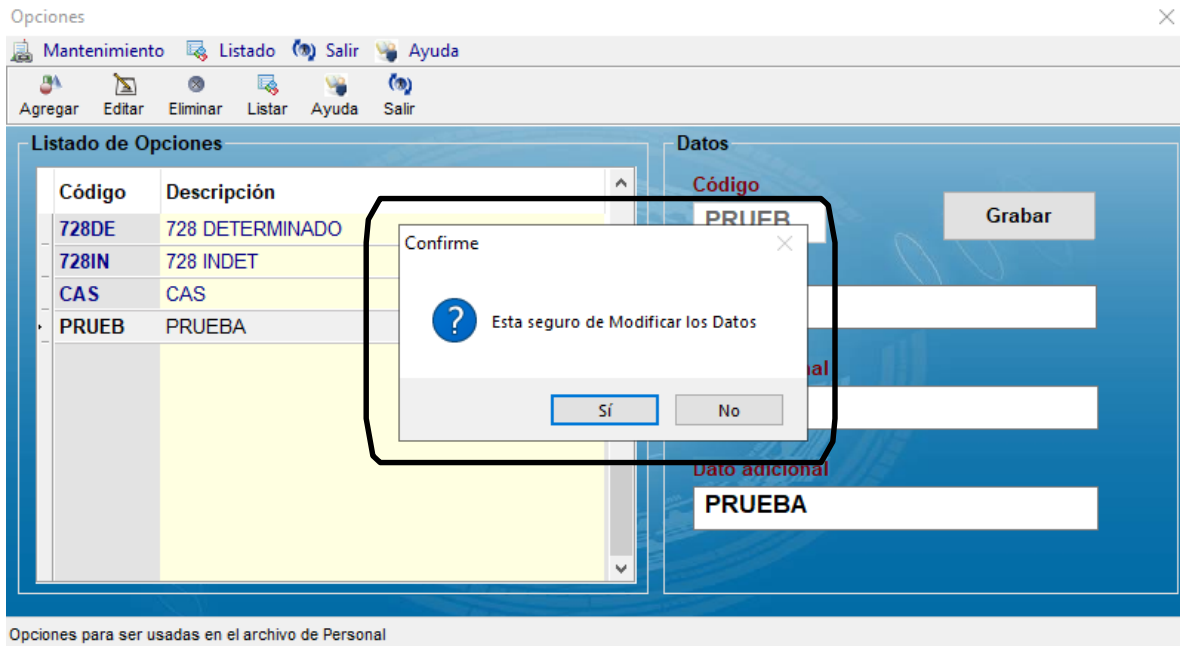 Opciones
Mantenimiento Listado Salir Ayuda
Agregar Editar Eliminar Listar Ayuda Salir
Listado de Opciones
Código Descripción
728DE 728 DETERMINADO
728IN 728 INDET
CAS CAS
PRUEB PRUEBA
Datos
Código
PRUEB
Grabar
Confirme
Esta seguro de Modificar los Datos
Sí No
Dato adicional
PRUEBA
Opciones para ser usadas en el archivo de Personal